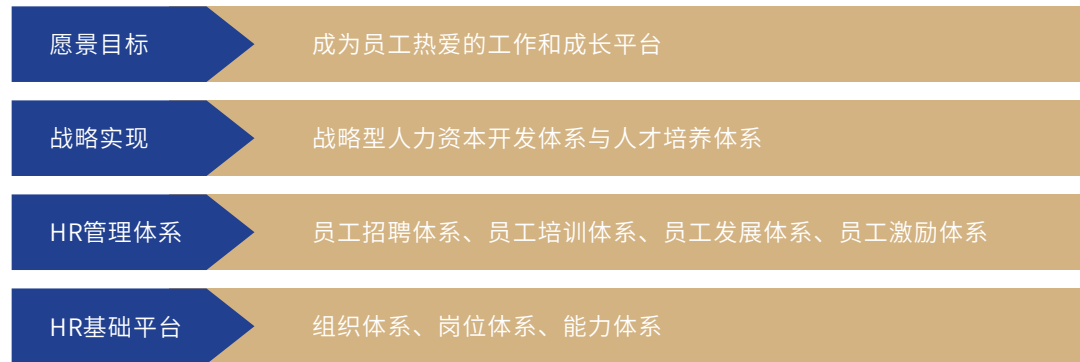 愿景目标 成为员工热爱的工作和成长平台
战略实现 战略型人力资本开发体系与人才培养体系
HR管理体系 员工招聘体系、员工培训体系、员工发展体系、员工激励体系
HR基础平台 组织体系、岗位体系、能力体系